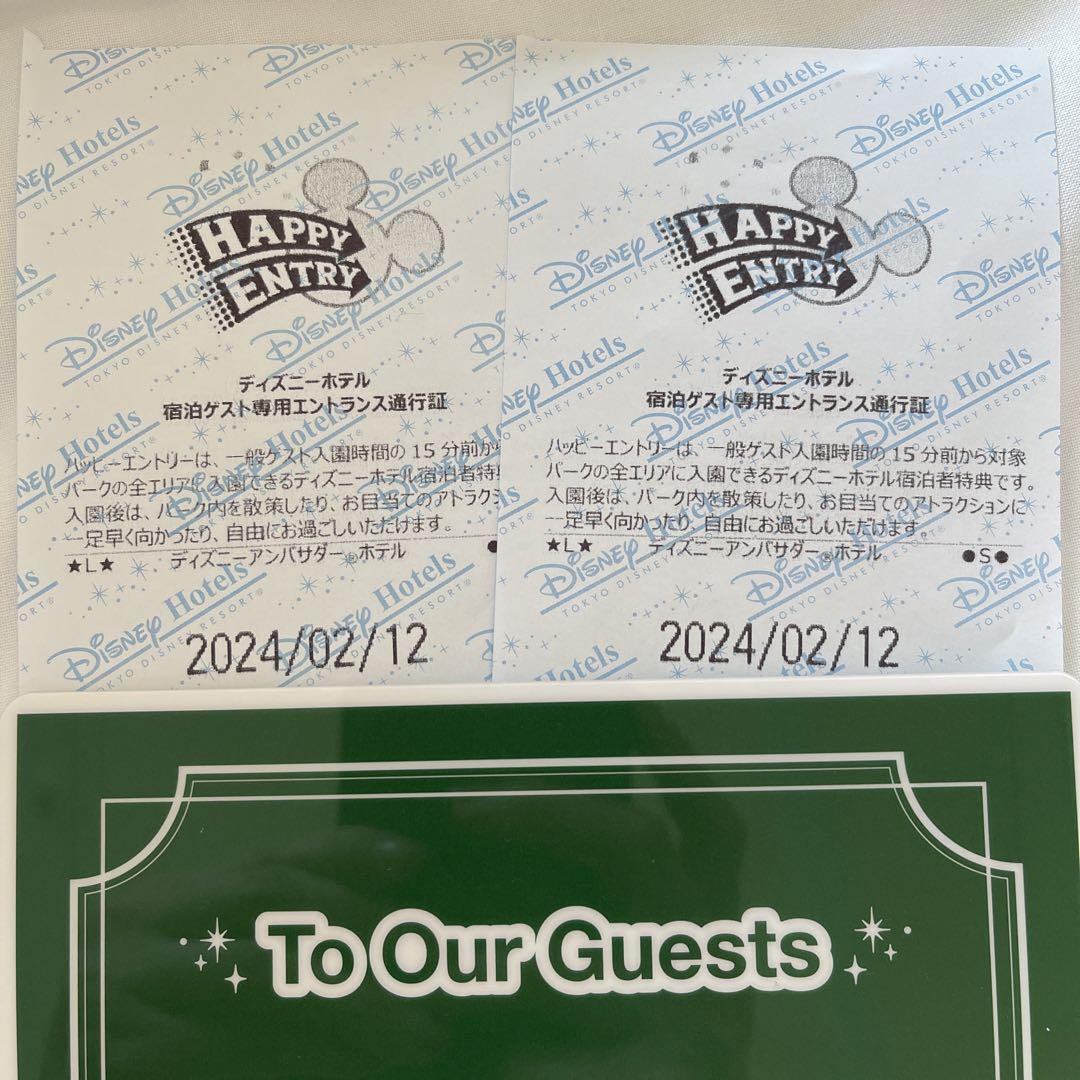 HAPPY
ENTRY
ディズニーホテル
宿泊ゲスト専用エントランス通行証
ハッピーエントリーは、一般ゲスト入園時間の15分前か
パークの全エリアに入園できるディズニーホテル宿泊者特
入園後は、パーク内を散策したり、お目当てのアトラクシ
一足早く向かったり、自由にお過ごしいただけます。
★L★ ディズニーアンバサダー®ホテル
2024/02/12
HAPPY
ENTRY
ディズニーホテル
宿泊ゲスト専用エントランス通行証
ハッピーエントリーは、一般ゲスト入園時間の15分前から対象
パークの全エリアに入園できるディズニーホテル宿泊者特典です。
入園後は、パーク内を散策したり、お目当てのアトラクションに
一足早く向かったり、自由にお過ごしいただけます。
★L★ ディズニーアンバサダー®ホテル ●S●
2024/02/12
Disney Hotels
TOKYO DISNEY RESORT®
To Our Guests